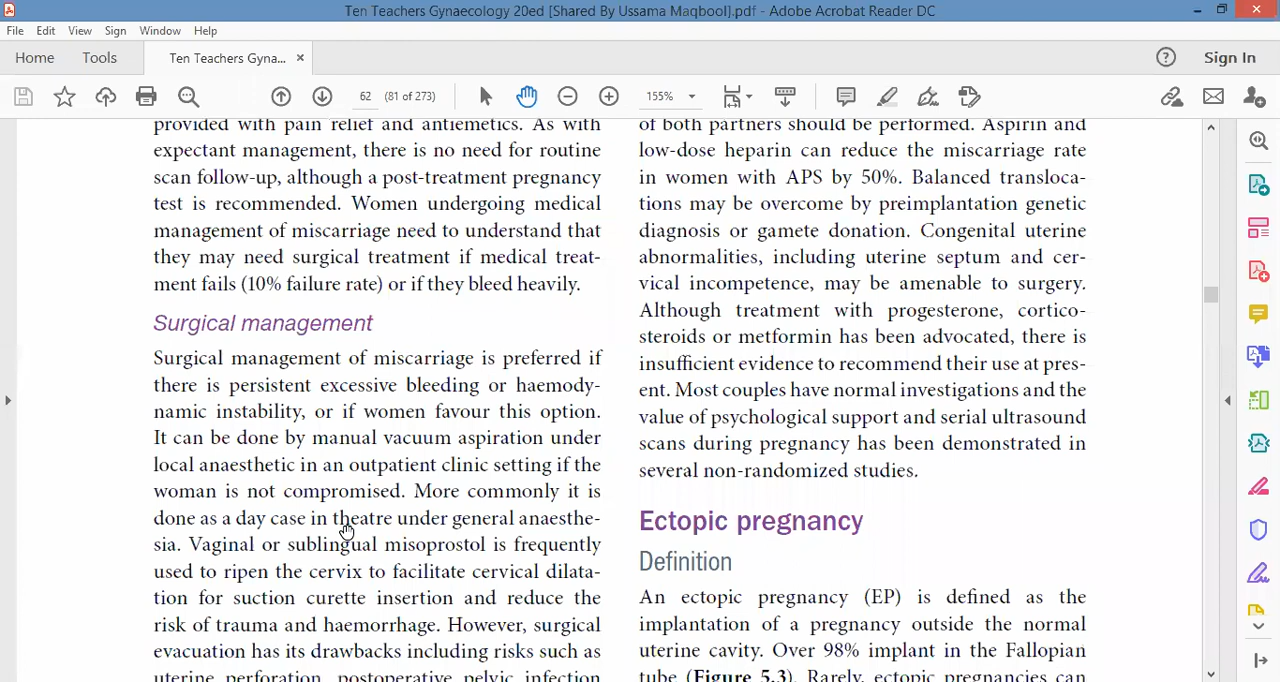 Ten Teachers Gynaecology 20ed [Shared By Ussama Maqbool].pdf - Adobe Acrobat Reader DC
File Edit View Sign Window Help
Home Tools Ten Teachers Gyna... × Sign In
62 (81 of 273) 155%
provided with pain relief and antiemetics. As with
expectant management, there is no need for routine
scan follow-up, although a post-treatment pregnancy
test is recommended. Women undergoing medical
management of miscarriage need to understand that
they may need surgical treatment if medical treat-
ment fails (10% failure rate) or if they bleed heavily.
Surgical management
Surgical management of miscarriage is preferred if
there is persistent excessive bleeding or haemody-
namic instability, or if women favour this option.
It can be done by manual vacuum aspiration under
local anaesthetic in an outpatient clinic setting if the
woman is not compromised. More commonly it is
done as a day case in theatre under general anaesthe-
sia. Vaginal or sublingual misoprostol is frequently
used to ripen the cervix to facilitate cervical dilata-
tion for suction curette insertion and reduce the
risk of trauma and haemorrhage. However, surgical
evacuation has its drawbacks including risks such as
uterine perforation, postoperative pelvic infection
of both partners should be performed. Aspirin and
low-dose heparin can reduce the miscarriage rate
in women with APS by 50%. Balanced transloca-
tions may be overcome by preimplantation genetic
diagnosis or gamete donation. Congenital uterine
abnormalities, including uterine septum and cer-
vical incompetence, may be amenable to surgery.
Although treatment with progesterone, cortico-
steroids or metformin has been advocated, there is
insufficient evidence to recommend their use at pres-
ent. Most couples have normal investigations and the
value of psychological support and serial ultrasound
scans during pregnancy has been demonstrated in
several non-randomized studies.
Ectopic pregnancy
Definition
An ectopic pregnancy (EP) is defined as the
implantation of a pregnancy outside the normal
uterine cavity. Over 98% implant in the Fallopian
tube (Figure 5.3). Rarely, ectopic pregnancies can